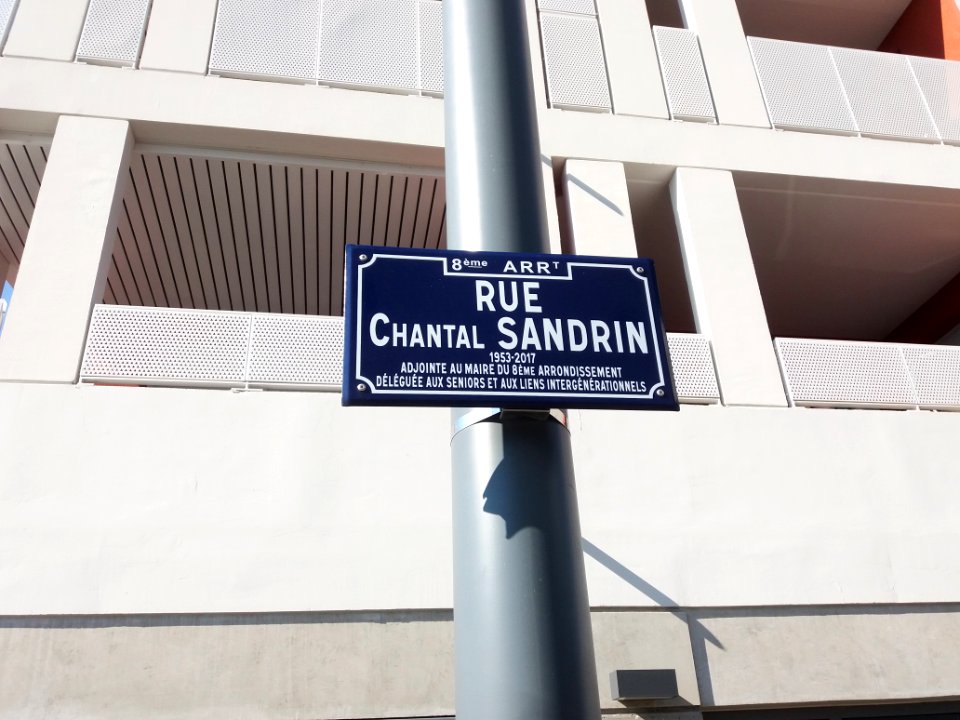 8ème ARRT
RUE
CHANTAL SANDRIN
1953-2017
ADJOINTE AU MAIRE DU 8ÈME ARRONDISSEMENT
DÉLÉGUÉE AUX SENIORS ET AUX LIENS INTERGÉNÉRATIONNELS